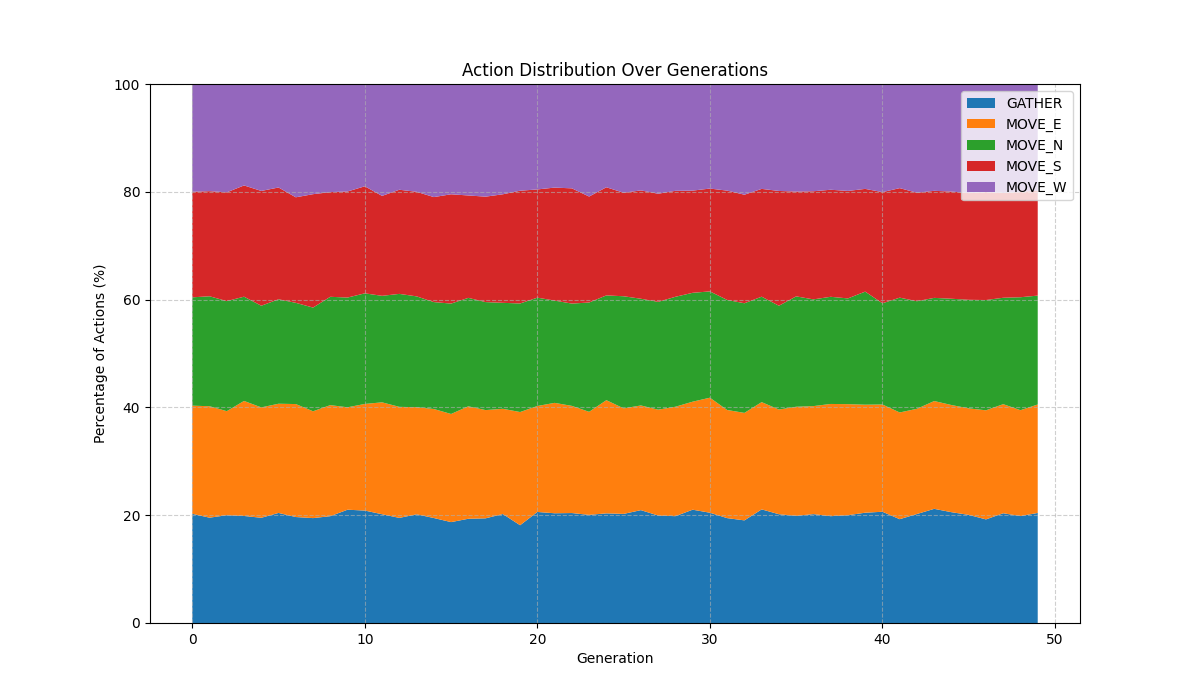 Action Distribution Over Generations
100
80
60
40
20
0
Percentage of Actions (%)
GATHER
MOVE_E
MOVE_N
MOVE_S
MOVE_W
0 10 20 30 40 50
Generation